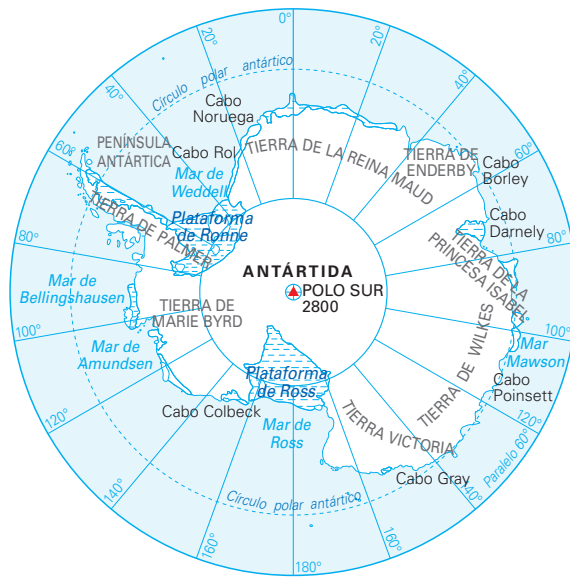 0°
20°
20°
40°
40°
Círculo polar antártico
Cabo
Noruega
60°
60°
PENÍNSULA
ANTÁRTICA
Cabo Rol
TIERRA DE LA REINA MAUD
TIERRA DE
ENDERBY
Cabo
Borley
Mar de
Weddell
TIERRA DE PALMER
Plataforma
de Ronne
Cabo
Darnely
80°
80°
TIERRA DE LA
PRINCESA ISABEL
ANTÁRTIDA
POLO SUR
2800
Mar de
Bellingshausen
TIERRA DE
MARIE BYRD
100°
100°
Mar de
Amundsen
TIERRA DE WILKES
Mar
Mawson
Plataforma
de Ross
Cabo
Poinsett
Cabo Colbeck
120°
120°
Mar de
Ross
TIERRA VICTORIA
Paralelo 60°
Cabo Gray
140°
140°
Círculo polar antártico
160°
160°
180°